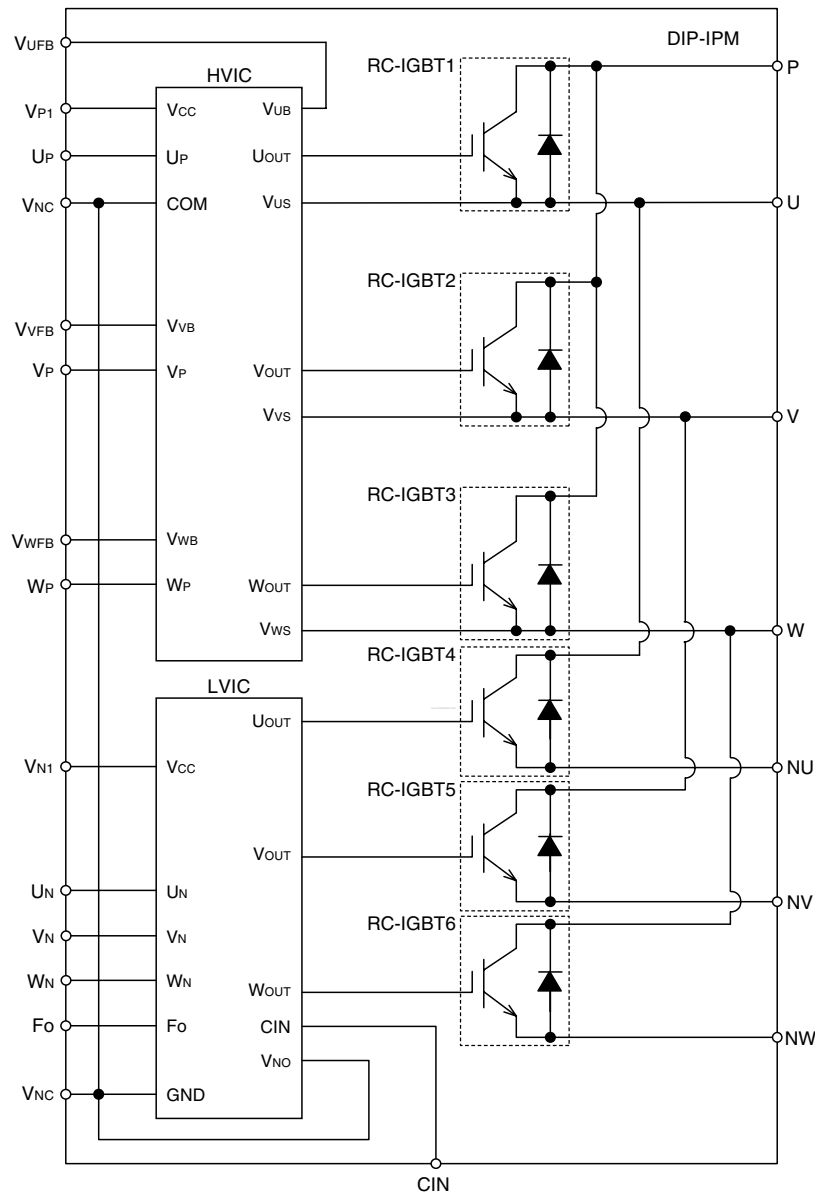 DIP-IPM
VUFB
HVIC
RC-IGBT1
P
VP1
VCC
VUB
UP
UP
UOUT
VNC
COM
VUS
U
RC-IGBT2
VVFB
VVB
VP
VP
VOUT
VVS
V
RC-IGBT3
VWFB
VWB
WP
WP
WOUT
VWS
W
RC-IGBT4
LVIC
UOUT
VN1
VCC
NU
RC-IGBT5
VOUT
UN
UN
NV
RC-IGBT6
VN
VN
WN
WN
WOUT
Fo
Fo
CIN
NW
VNO
VNC
GND
CIN